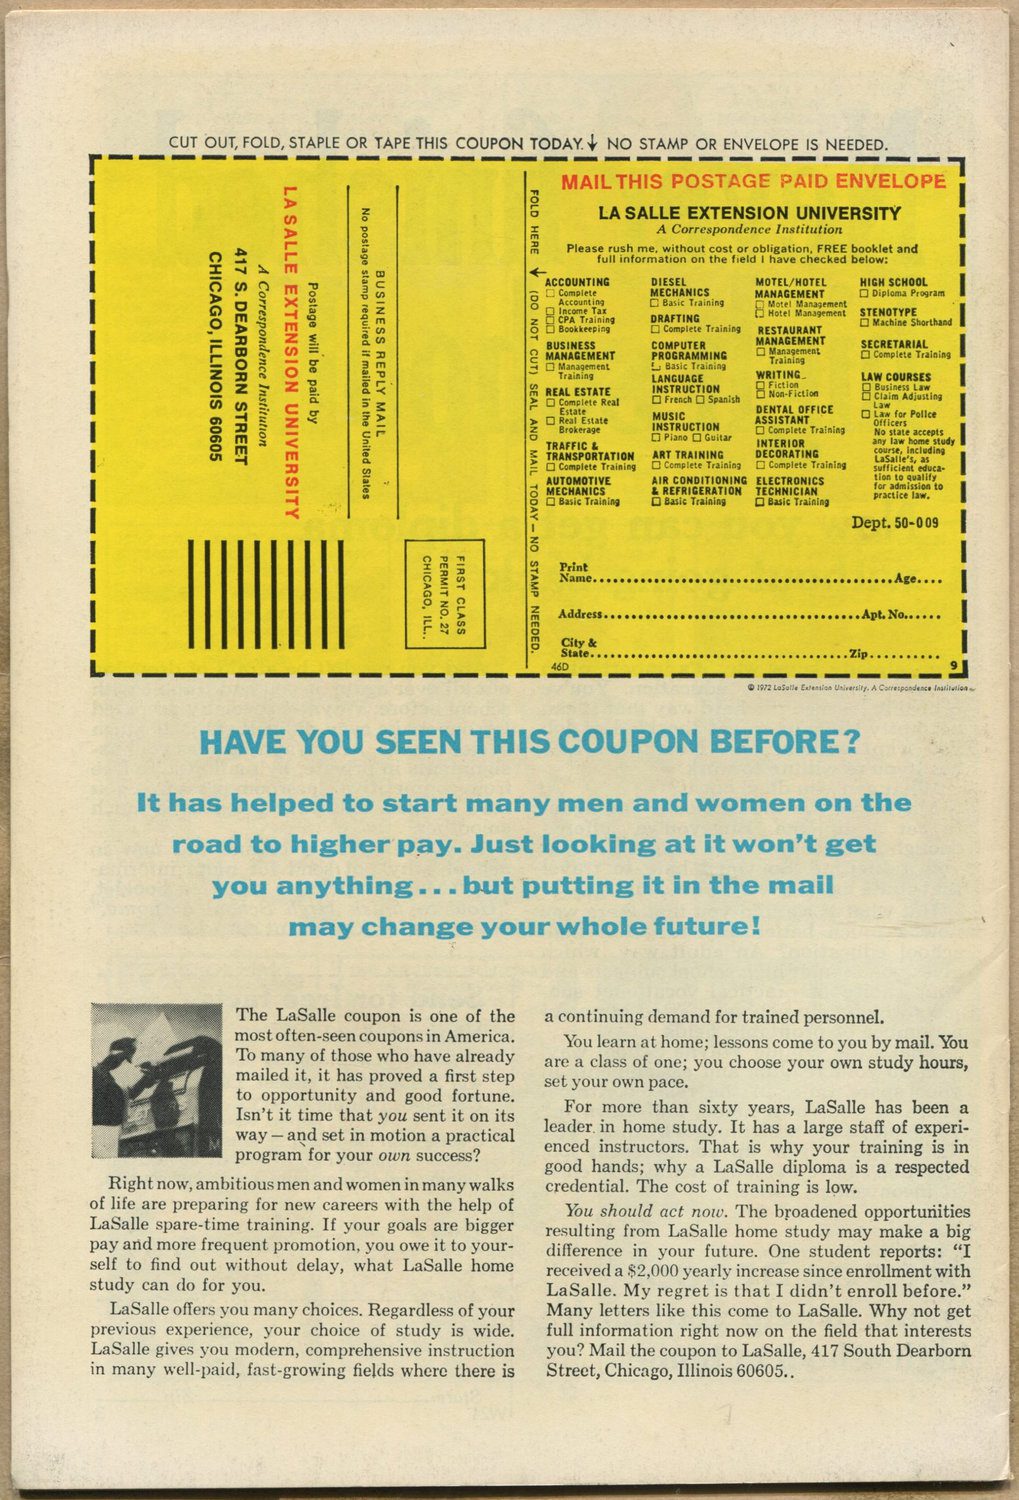 CUT OUT, FOLD, STAPLE OR TAPE THIS COUPON TODAY.↓ NO STAMP OR ENVELOPE IS NEEDED.
BUSINESS REPLY MAIL
No postage stamp required if mailed in the United States
Postage will be paid by
LA SALLE EXTENSION UNIVERSITY
A Correspondence Institution
417 S. DEARBORN STREET
CHICAGO, ILLINOIS 60605
FIRST CLASS
PERMIT NO. 27
CHICAGO, ILL..
FOLD HERE → (DO NOT CUT) SEAL AND MAIL TODAY — NO STAMP NEEDED.
MAIL THIS POSTAGE PAID ENVELOPE
LA SALLE EXTENSION UNIVERSITY
A Correspondence Institution
Please rush me, without cost or obligation, FREE booklet and
full information on the field I have checked below:
ACCOUNTING
☐ Complete
Accounting
☐ Income Tax
☐ CPA Training
☐ Bookkeeping
BUSINESS
MANAGEMENT
☐ Management
Training
REAL ESTATE
☐ Complete Real
Estate
☐ Real Estate
Brokerage
TRAFFIC &
TRANSPORTATION
☐ Complete Training
AUTOMOTIVE
MECHANICS
☐ Basic Training
DIESEL
MECHANICS
☐ Basic Training
DRAFTING
☐ Complete Training
COMPUTER
PROGRAMMING
☐ Basic Training
LANGUAGE
INSTRUCTION
☐ French ☐ Spanish
MUSIC
INSTRUCTION
☐ Piano ☐ Guitar
ART TRAINING
☐ Complete Training
AIR CONDITIONING
& REFRIGERATION
☐ Basic Training
MOTEL/HOTEL
MANAGEMENT
☐ Motel Management
☐ Hotel Management
RESTAURANT
MANAGEMENT
☐ Management
Training
WRITING
☐ Fiction
☐ Non-Fiction
DENTAL OFFICE
ASSISTANT
☐ Complete Training
INTERIOR
DECORATING
☐ Complete Training
ELECTRONICS
TECHNICIAN
☐ Basic Training
HIGH SCHOOL
☐ Diploma Program
STENOTYPE
☐ Machine Shorthand
SECRETARIAL
☐ Complete Training
LAW COURSES
☐ Business Law
☐ Claim Adjusting
Law
☐ Law for Police
Officers
No state accepts
any law home study
course, including
LaSalle's, as
sufficient educa-
tion to qualify
for admission to
practice law.
Dept. 50-009
Print
Name..........Age....
Address..........Apt. No......
City &
State..........Zip..........
46D 9
© 1972 LaSalle Extension University. A Correspondence Institution
HAVE YOU SEEN THIS COUPON BEFORE?
It has helped to start many men and women on the
road to higher pay. Just looking at it won't get
you anything...but putting it in the mail
may change your whole future!
The LaSalle coupon is one of the
most often-seen coupons in America.
To many of those who have already
mailed it, it has proved a first step
to opportunity and good fortune.
Isn't it time that you sent it on its
way — and set in motion a practical
program for your own success?
Right now, ambitious men and women in many walks
of life are preparing for new careers with the help of
LaSalle spare-time training. If your goals are bigger
pay and more frequent promotion, you owe it to your-
self to find out without delay, what LaSalle home
study can do for you.
LaSalle offers you many choices. Regardless of your
previous experience, your choice of study is wide.
LaSalle gives you modern, comprehensive instruction
in many well-paid, fast-growing fields where there is
a continuing demand for trained personnel.
You learn at home; lessons come to you by mail. You
are a class of one; you choose your own study hours,
set your own pace.
For more than sixty years, LaSalle has been a
leader in home study. It has a large staff of experi-
enced instructors. That is why your training is in
good hands; why a LaSalle diploma is a respected
credential. The cost of training is low.
You should act now. The broadened opportunities
resulting from LaSalle home study may make a big
difference in your future. One student reports: "I
received a $2,000 yearly increase since enrollment with
LaSalle. My regret is that I didn't enroll before."
Many letters like this come to LaSalle. Why not get
full information right now on the field that interests
you? Mail the coupon to LaSalle, 417 South Dearborn
Street, Chicago, Illinois 60605..